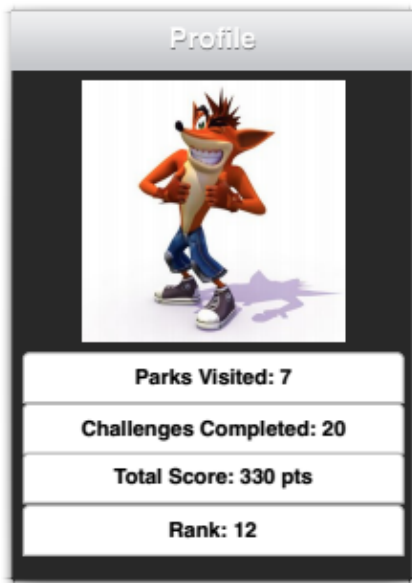 Profile
Parks Visited: 7
Challenges Completed: 20
Total Score: 330 pts
Rank: 12